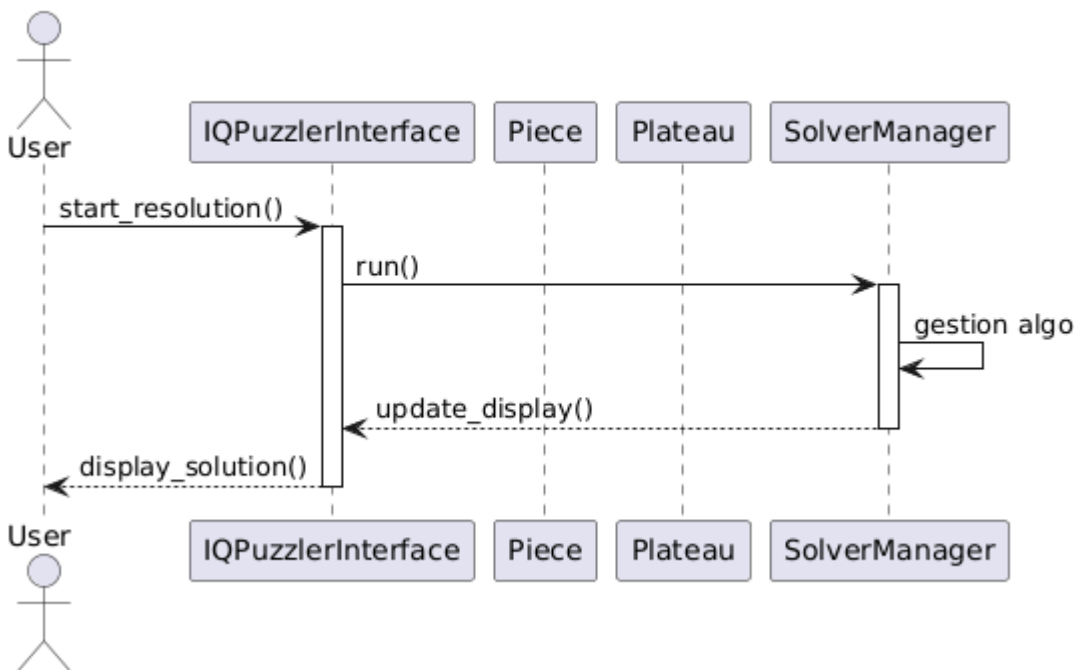 User
IQPuzzlerInterface
Piece
Plateau
SolverManager
start_resolution()
run()
gestion algo
update_display()
display_solution()
User
IQPuzzlerInterface
Piece
Plateau
SolverManager